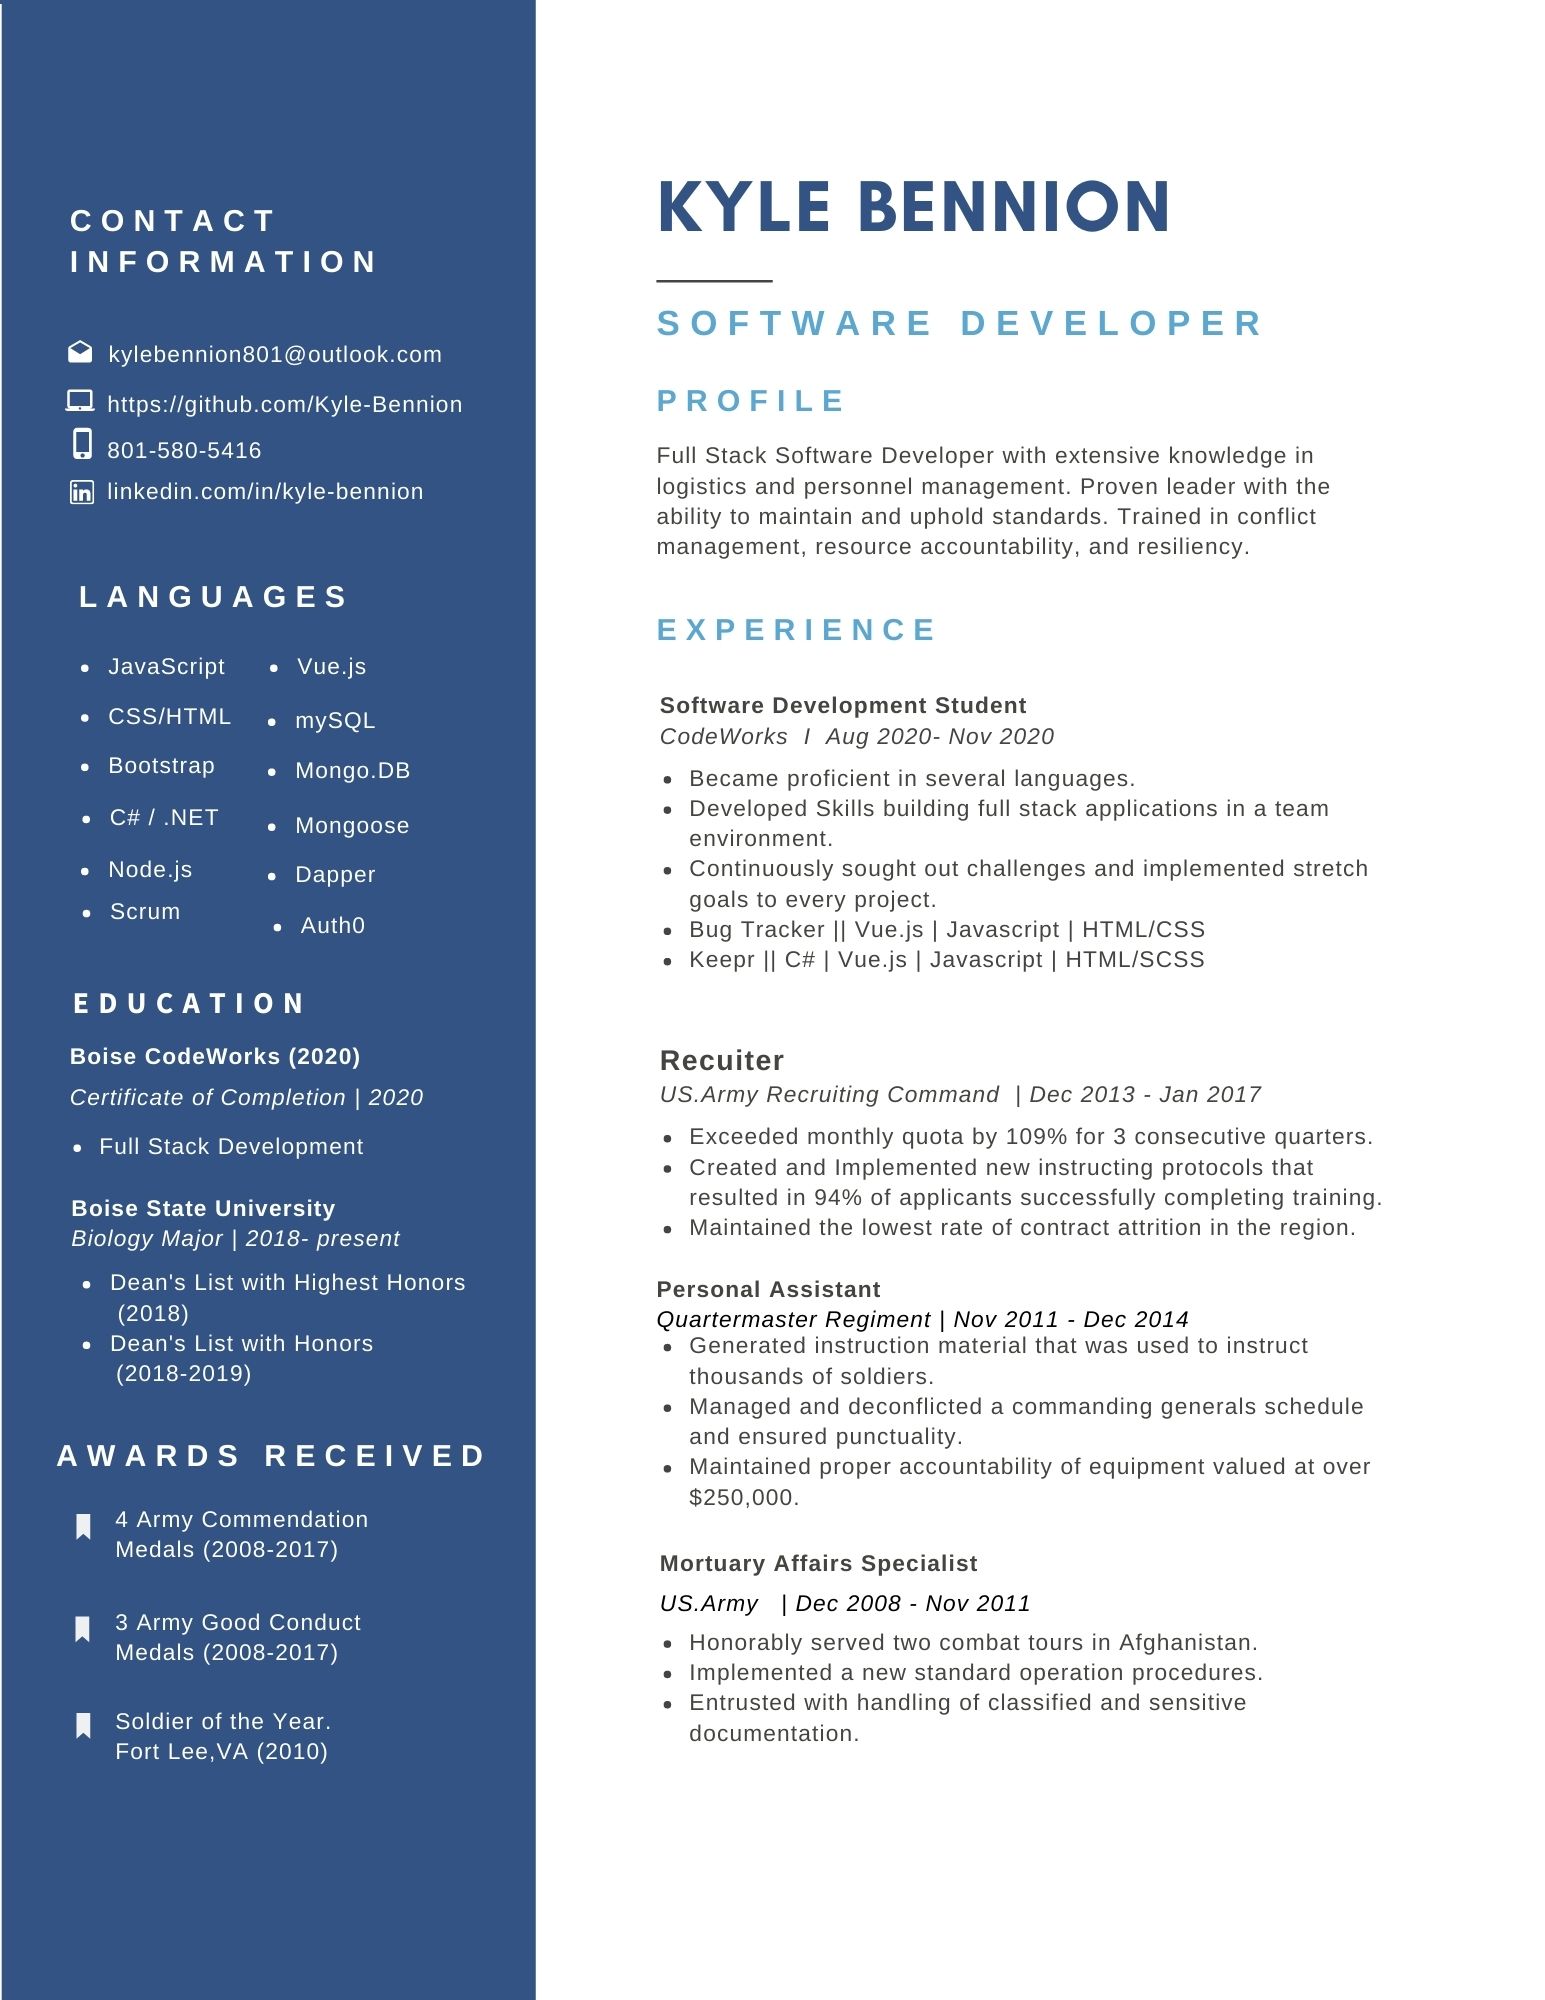 CONTACT
INFORMATION
kylebennion801@outlook.com
https://github.com/Kyle-Bennion
801-580-5416
linkedin.com/in/kyle-bennion
LANGUAGES
• JavaScript
• CSS/HTML
• Bootstrap
• C# / .NET
• Node.js
• Scrum
• Vue.js
• mySQL
• Mongo.DB
• Mongoose
• Dapper
• Auth0
EDUCATION
Boise CodeWorks (2020)
Certificate of Completion | 2020
• Full Stack Development
Boise State University
Biology Major | 2018- present
• Dean's List with Highest Honors
(2018)
• Dean's List with Honors
(2018-2019)
AWARDS RECEIVED
4 Army Commendation
Medals (2008-2017)
3 Army Good Conduct
Medals (2008-2017)
Soldier of the Year.
Fort Lee,VA (2010)
KYLE BENNION
SOFTWARE DEVELOPER
PROFILE
Full Stack Software Developer with extensive knowledge in
logistics and personnel management. Proven leader with the
ability to maintain and uphold standards. Trained in conflict
management, resource accountability, and resiliency.
EXPERIENCE
Software Development Student
CodeWorks I Aug 2020- Nov 2020
• Became proficient in several languages.
• Developed Skills building full stack applications in a team
environment.
• Continuously sought out challenges and implemented stretch
goals to every project.
• Bug Tracker || Vue.js | Javascript | HTML/CSS
• Keepr || C# | Vue.js | Javascript | HTML/SCSS
Recuiter
US.Army Recruiting Command | Dec 2013 - Jan 2017
• Exceeded monthly quota by 109% for 3 consecutive quarters.
• Created and Implemented new instructing protocols that
resulted in 94% of applicants successfully completing training.
• Maintained the lowest rate of contract attrition in the region.
Personal Assistant
Quartermaster Regiment | Nov 2011 - Dec 2014
• Generated instruction material that was used to instruct
thousands of soldiers.
• Managed and deconflicted a commanding generals schedule
and ensured punctuality.
• Maintained proper accountability of equipment valued at over
$250,000.
Mortuary Affairs Specialist
US.Army | Dec 2008 - Nov 2011
• Honorably served two combat tours in Afghanistan.
• Implemented a new standard operation procedures.
• Entrusted with handling of classified and sensitive
documentation.